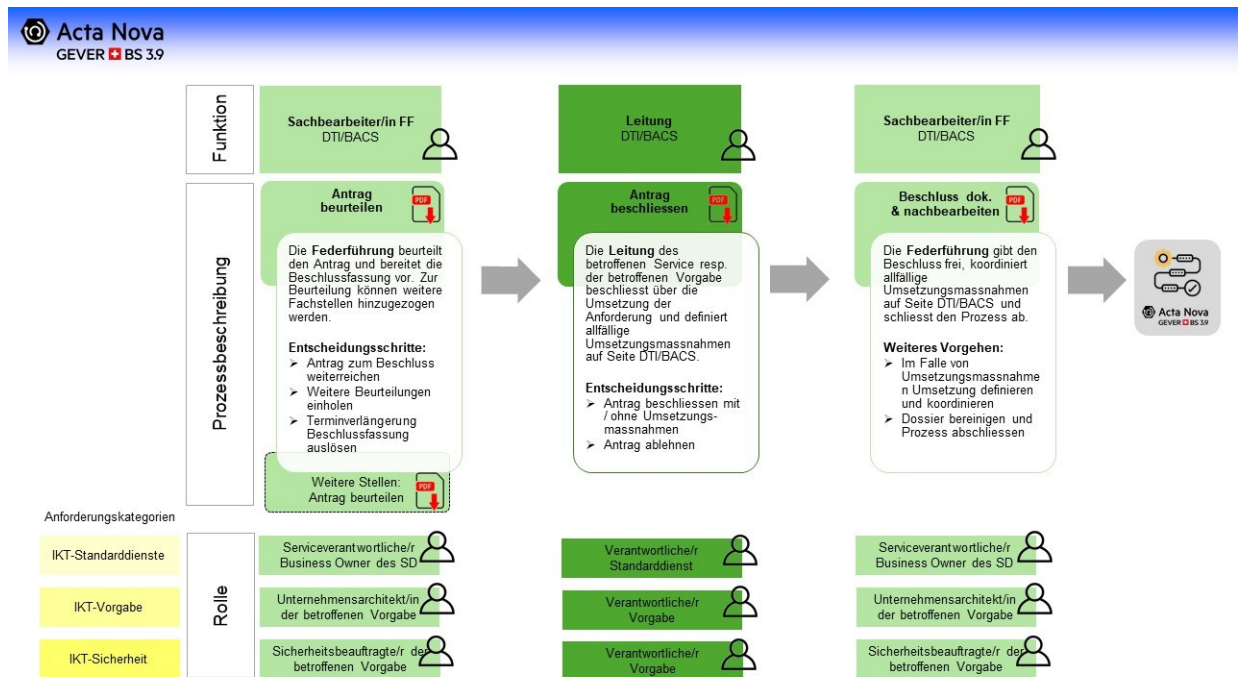 Acta Nova
GEVER BS 3.9
Funktion
Sachbearbeiter/in FF
DTI/BACS
Leitung
DTI/BACS
Sachbearbeiter/in FF
DTI/BACS
Prozessbeschreibung
Antrag
beurteilen
PDF
Die Federführung beurteilt
den Antrag und bereitet die
Beschlussfassung vor. Zur
Beurteilung können weitere
Fachstellen hinzugezogen
werden.
Entscheidungsschritte:
➢ Antrag zum Beschluss
weiterreichen
➢ Weitere Beurteilungen
einholen
➢ Terminverlängerung
Beschlussfassung
auslösen
Weitere Stellen:
Antrag beurteilen
PDF
Antrag
beschliessen
PDF
Die Leitung des
betroffenen Service resp.
der betroffenen Vorgabe
beschliesst über die
Umsetzung der
Anforderung und definiert
allfällige
Umsetzungsmassnahmen
auf Seite DTI/BACS.
Entscheidungsschritte:
➢ Antrag beschliessen mit
/ ohne Umsetzungs-
massnahmen
➢ Antrag ablehnen
Beschluss dok.
& nachbearbeiten
PDF
Die Federführung gibt den
Beschluss frei, koordiniert
allfällige
Umsetzungsmassnahmen
auf Seite DTI/BACS und
schliesst den Prozess ab.
Weiteres Vorgehen:
➢ Im Falle von
Umsetzungsmassnahme
n Umsetzung definieren
und koordinieren
➢ Dossier bereinigen und
Prozess abschliessen
Acta Nova
GEVER BS 3.9
Anforderungskategorien
Rolle
IKT-Standarddienste
Serviceverantwortliche/r
Business Owner des SD
Verantwortliche/r
Standarddienst
Serviceverantwortliche/r
Business Owner des SD
IKT-Vorgabe
Unternehmensarchitekt/in
der betroffenen Vorgabe
Verantwortliche/r
Vorgabe
Unternehmensarchitekt/in
der betroffenen Vorgabe
IKT-Sicherheit
Sicherheitsbeauftragte/r der
betroffenen Vorgabe
Verantwortliche/r
Vorgabe
Sicherheitsbeauftragte/r der
betroffenen Vorgabe